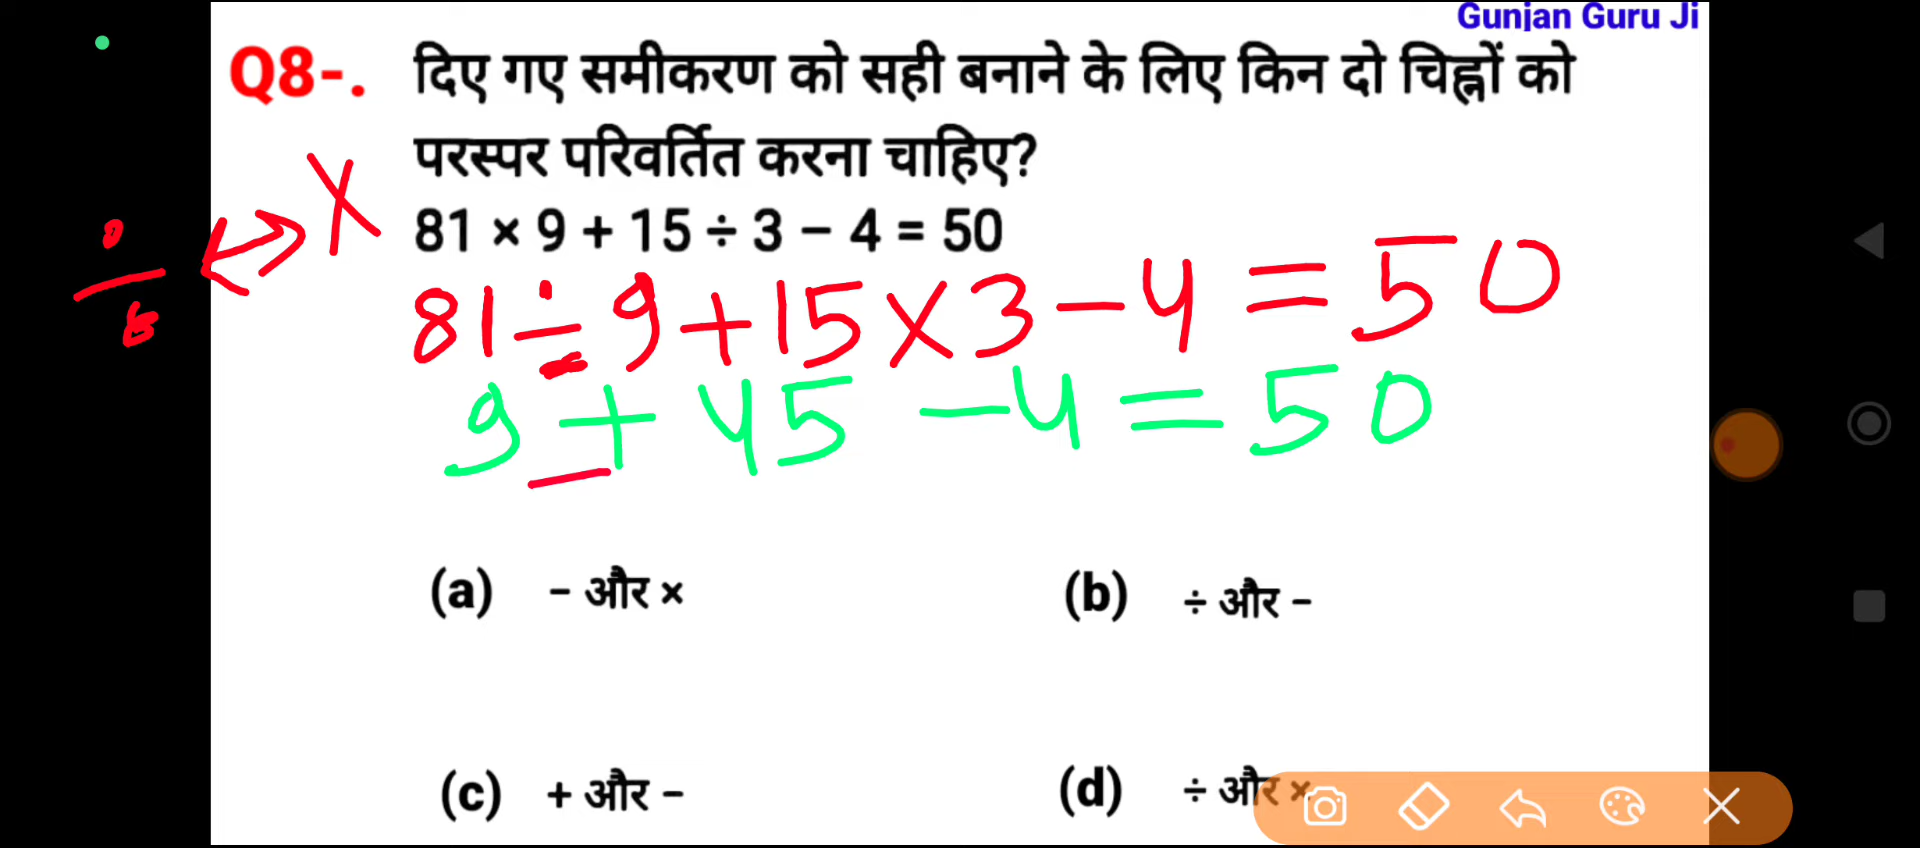 Gunjan Guru Ji
Q8-. दिए गए समीकरण को सही बनाने के लिए किन दो चिह्नों को
परस्पर परिवर्तित करना चाहिए?
81 × 9 + 15 ÷ 3 − 4 = 50
÷ ↔ ×
81 ÷ 9 + 15 × 3 − 4 = 50
9 + 45 − 4 = 50
(a) − और ×
(b) ÷ और −
(c) + और −
(d) ÷ और ×